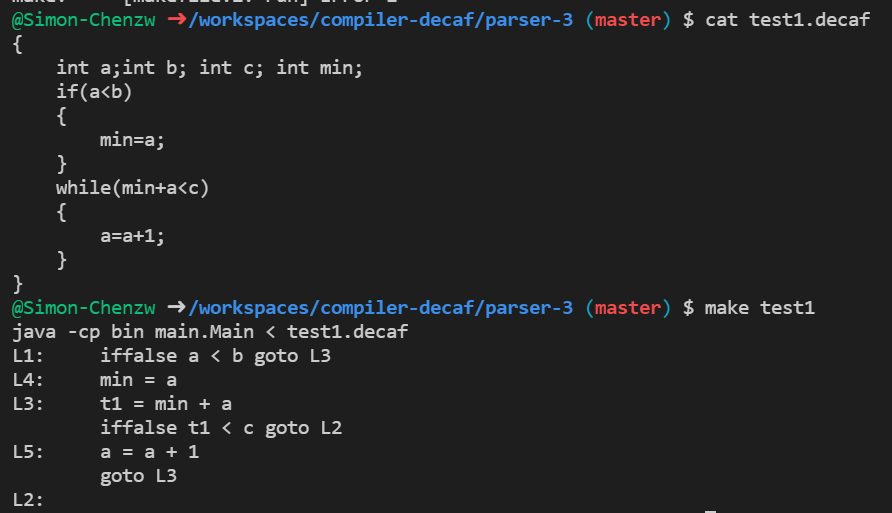 @Simon-Chenzw ➜/workspaces/compiler-decaf/parser-3 (master) $ cat test1.decaf
{
    int a;int b; int c; int min;
    if(a<b)
    {
        min=a;
    }
    while(min+a<c)
    {
        a=a+1;
    }
}
@Simon-Chenzw ➜/workspaces/compiler-decaf/parser-3 (master) $ make test1
java -cp bin main.Main < test1.decaf
L1:     iffalse a < b goto L3
L4:     min = a
L3:     t1 = min + a
        iffalse t1 < c goto L2
L5:     a = a + 1
        goto L3
L2: